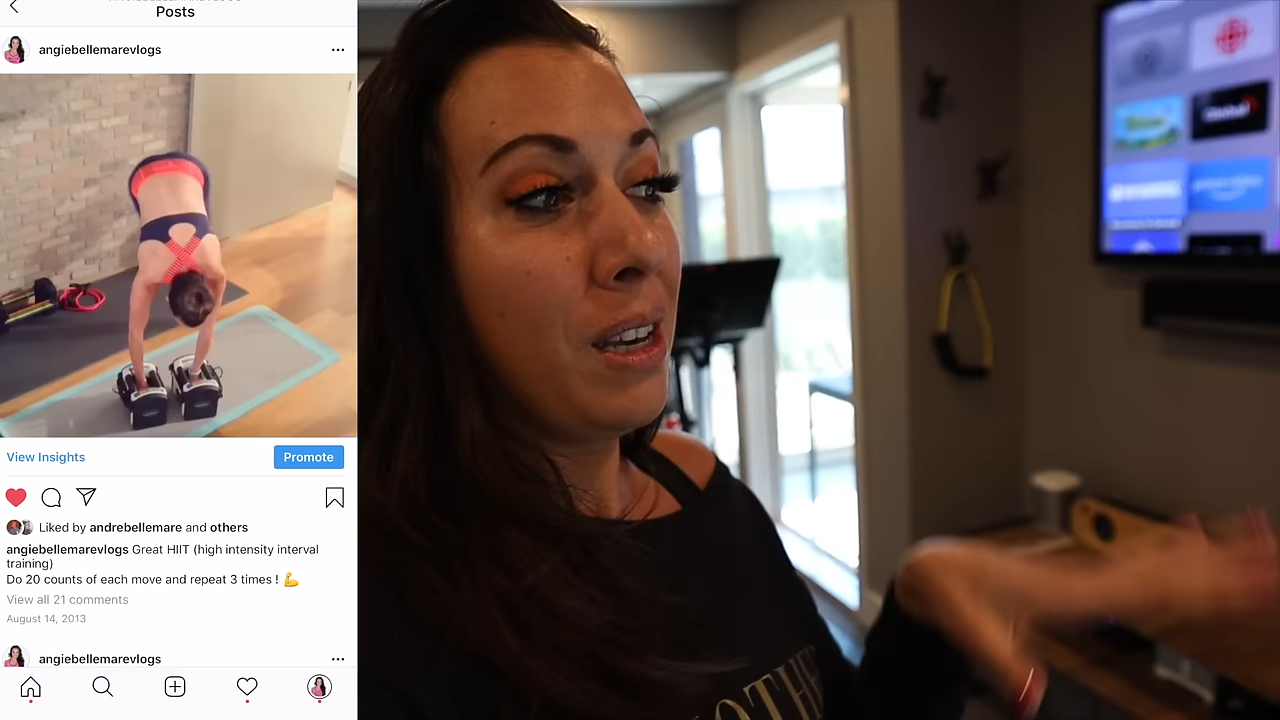 Posts
angiebellemarevlogs
View Insights
Promote
Liked by andrebellemare and others
angiebellemarevlogs Great HIIT (high intensity interval
training)
Do 20 counts of each move and repeat 3 times ! 💪
View all 21 comments
August 14, 2013
angiebellemarevlogs
OTHE